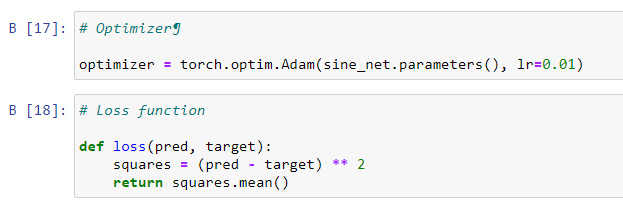 B [17]: # Optimizer¶
optimizer = torch.optim.Adam(sine_net.parameters(), lr=0.01)
B [18]: # Loss function
def loss(pred, target):
    squares = (pred - target) ** 2
    return squares.mean()